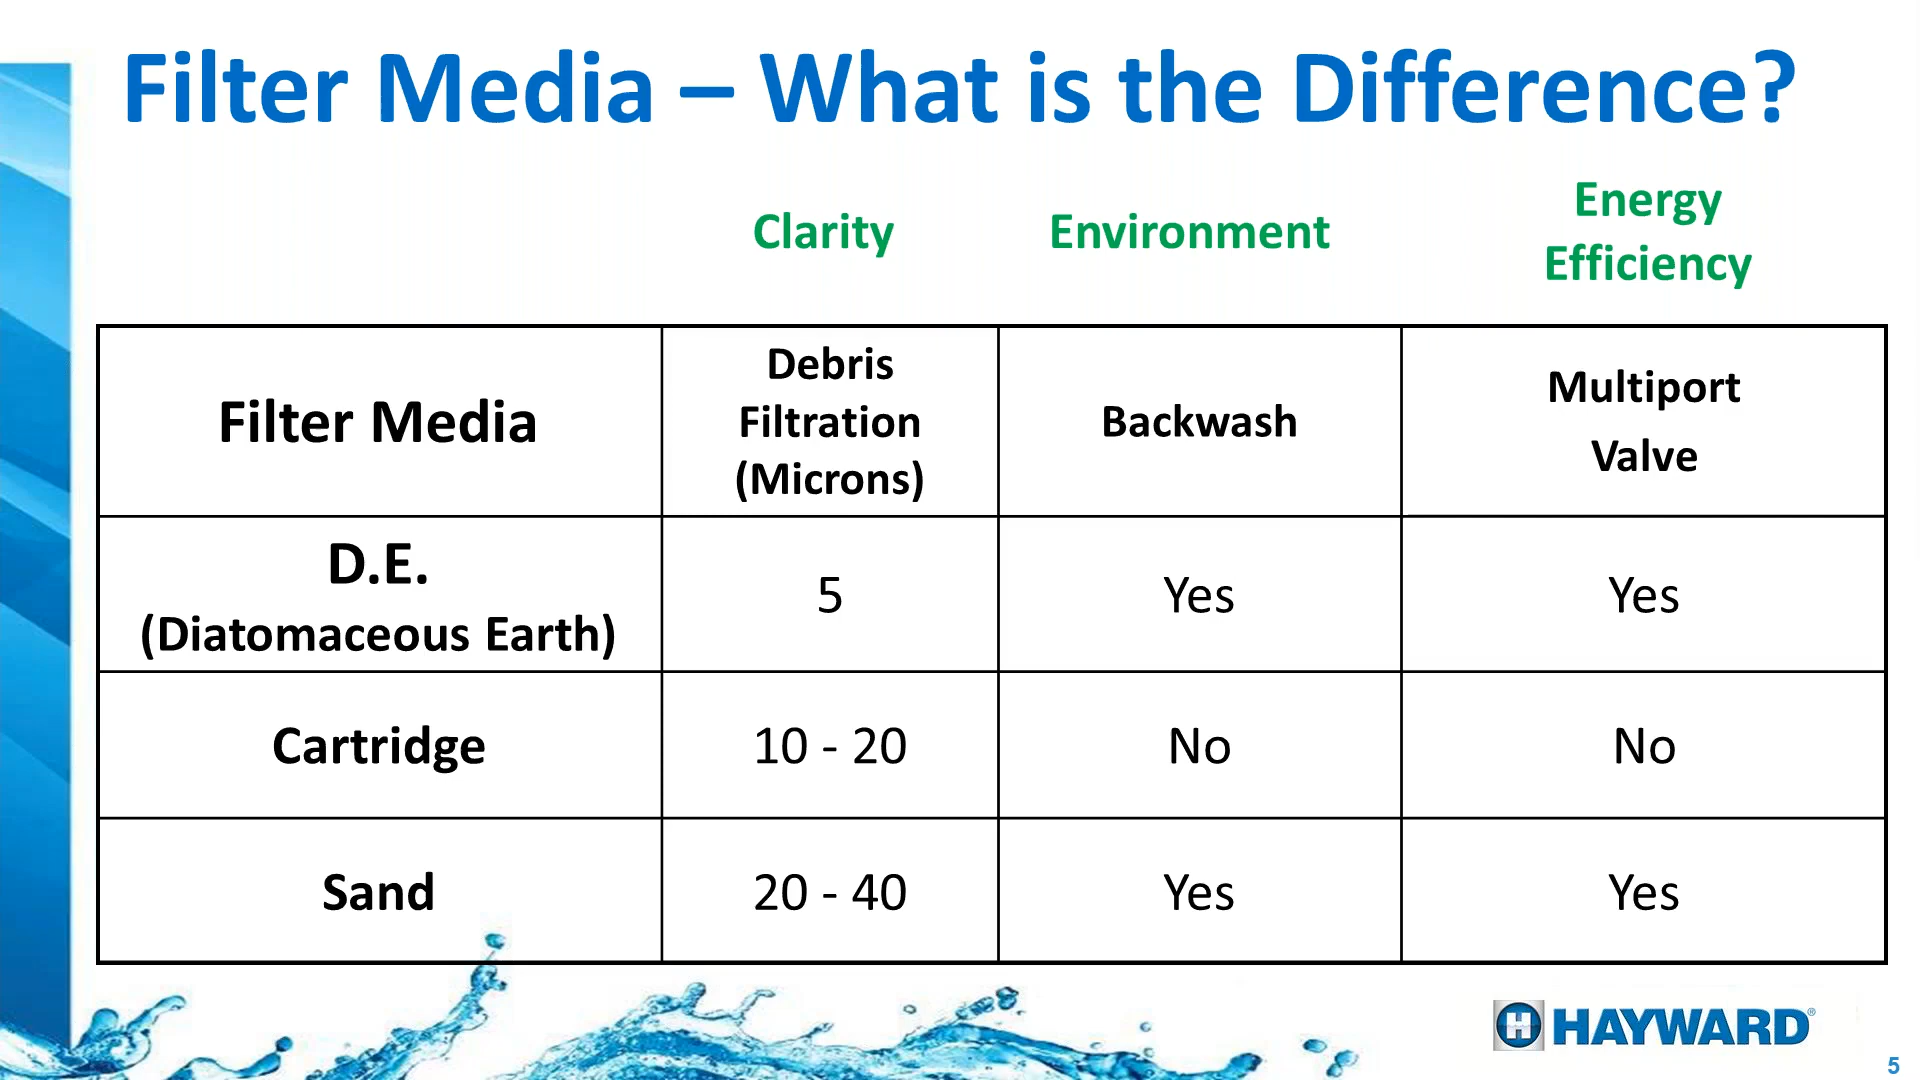 Filter Media – What is the Difference?
Clarity
Environment
Energy
Efficiency
Filter Media
Debris
Filtration
(Microns)
Backwash
Multiport
Valve
D.E.
(Diatomaceous Earth)
5
Yes
Yes
Cartridge
10 - 20
No
No
Sand
20 - 40
Yes
Yes
H HAYWARD®
5